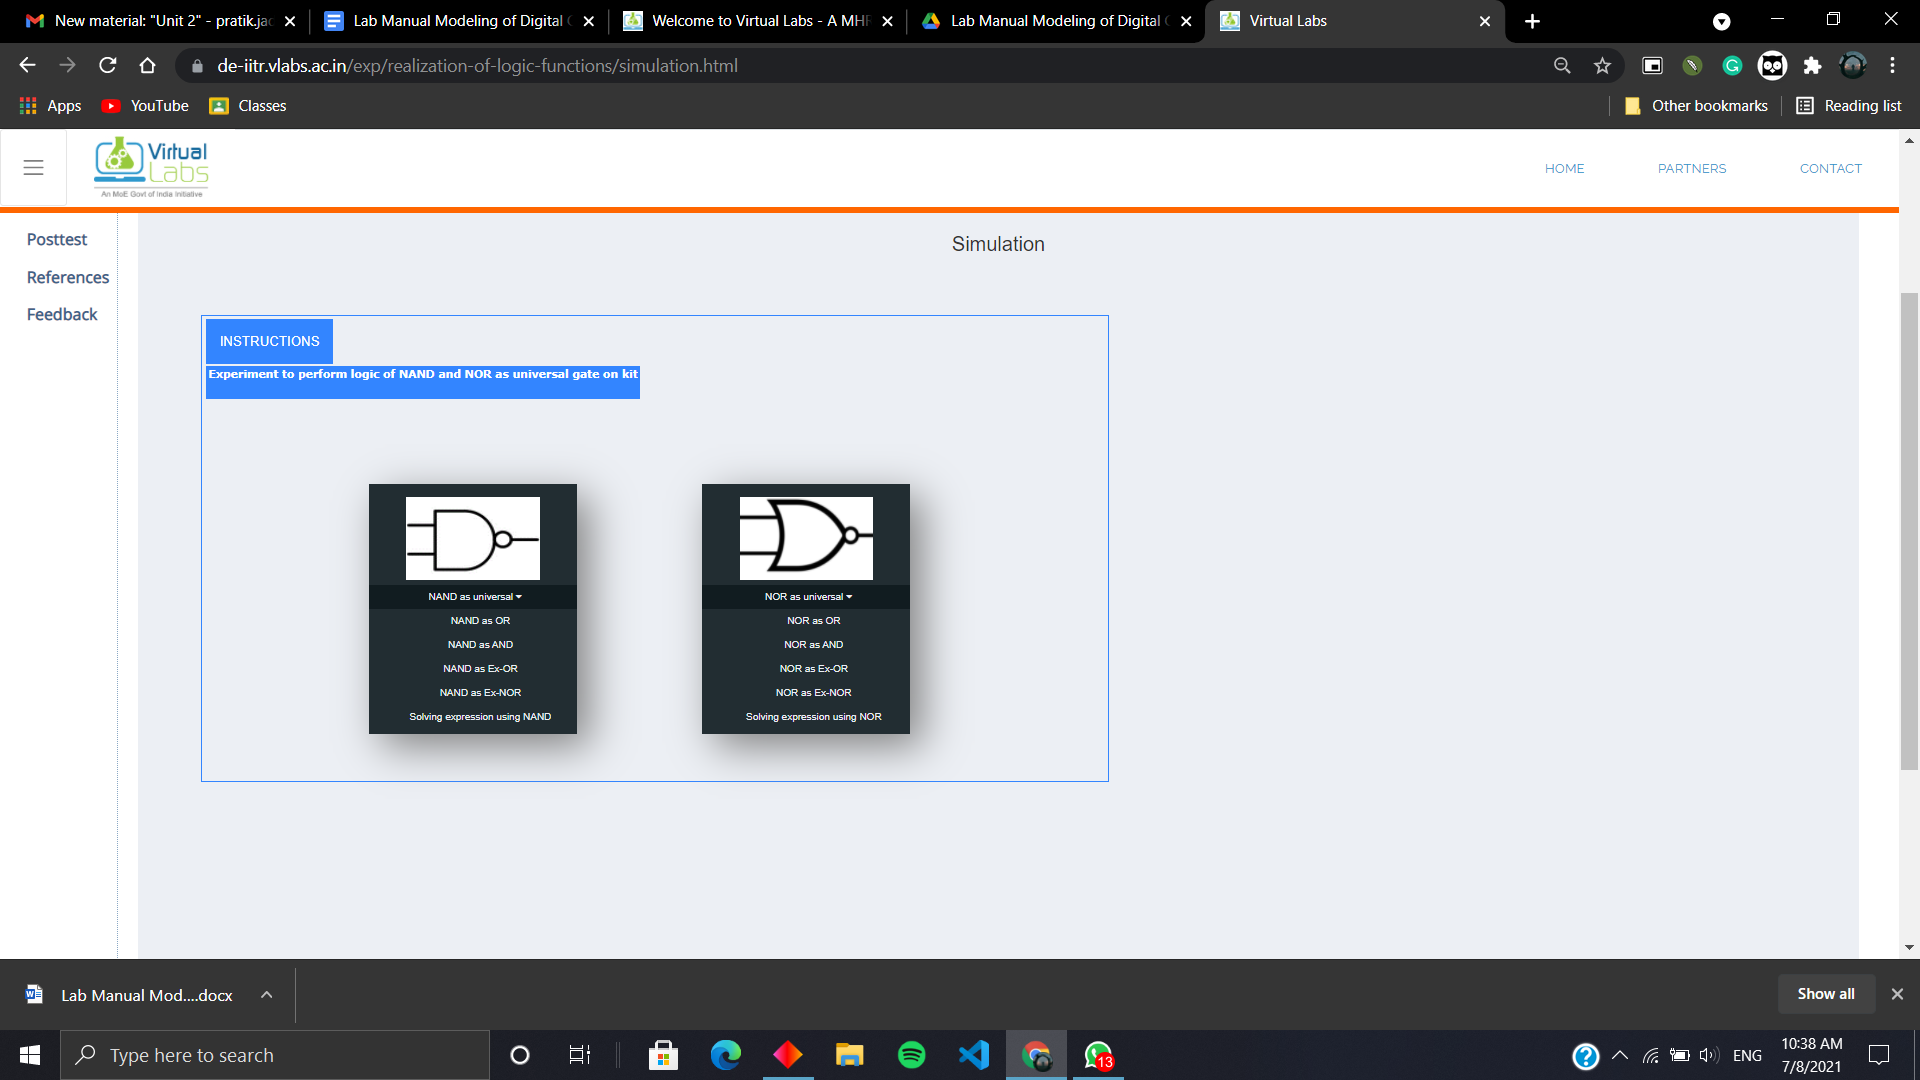 New material: "Unit 2" - pratik.jac
Lab Manual Modeling of Digital C
Welcome to Virtual Labs - A MHR
Lab Manual Modeling of Digital C
Virtual Labs
de-iitr.vlabs.ac.in/exp/realization-of-logic-functions/simulation.html
Apps
YouTube
Classes
Other bookmarks
Reading list
Virtual
Labs
An MoE Govt of India Initiative
HOME
PARTNERS
CONTACT
Posttest
References
Feedback
Simulation
INSTRUCTIONS
Experiment to perform logic of NAND and NOR as universal gate on kit
NAND as universal
NAND as OR
NAND as AND
NAND as Ex-OR
NAND as Ex-NOR
Solving expression using NAND
NOR as universal
NOR as OR
NOR as AND
NOR as Ex-OR
NOR as Ex-NOR
Solving expression using NOR
Lab Manual Mod....docx
Show all
Type here to search
13
ENG
10:38 AM
7/8/2021